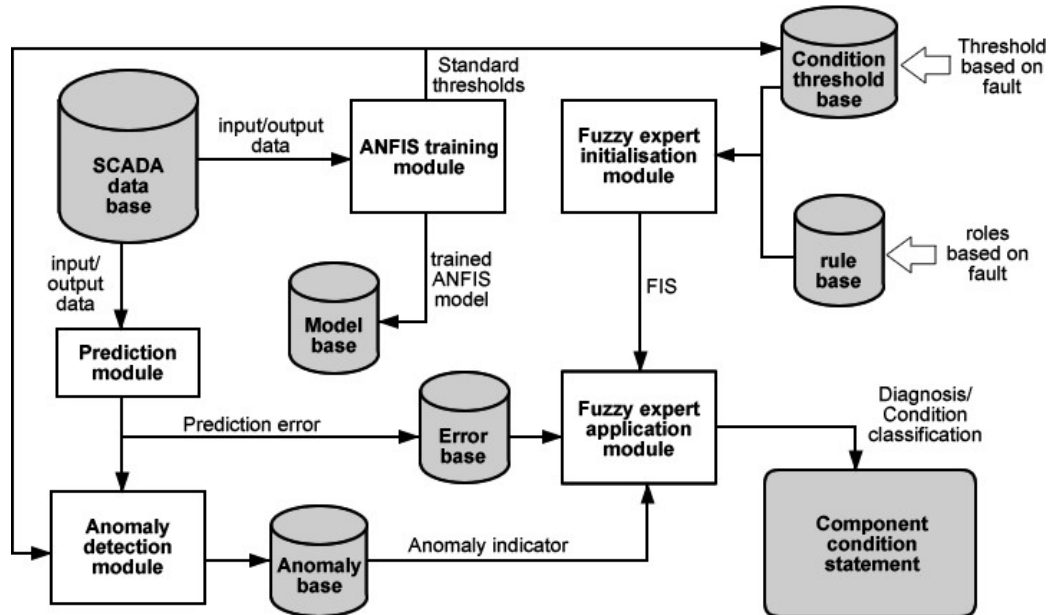 Standard
thresholds
Condition
threshold
base
Threshold
based on
fault
SCADA
data
base
input/output
data
ANFIS training
module
Fuzzy expert
initialisation
module
rule
base
roles
based on
fault
input/
output
data
trained
ANFIS
model
FIS
Model
base
Prediction
module
Prediction error
Error
base
Fuzzy expert
application
module
Diagnosis/
Condition
classification
Anomaly
detection
module
Anomaly
base
Anomaly indicator
Component
condition
statement